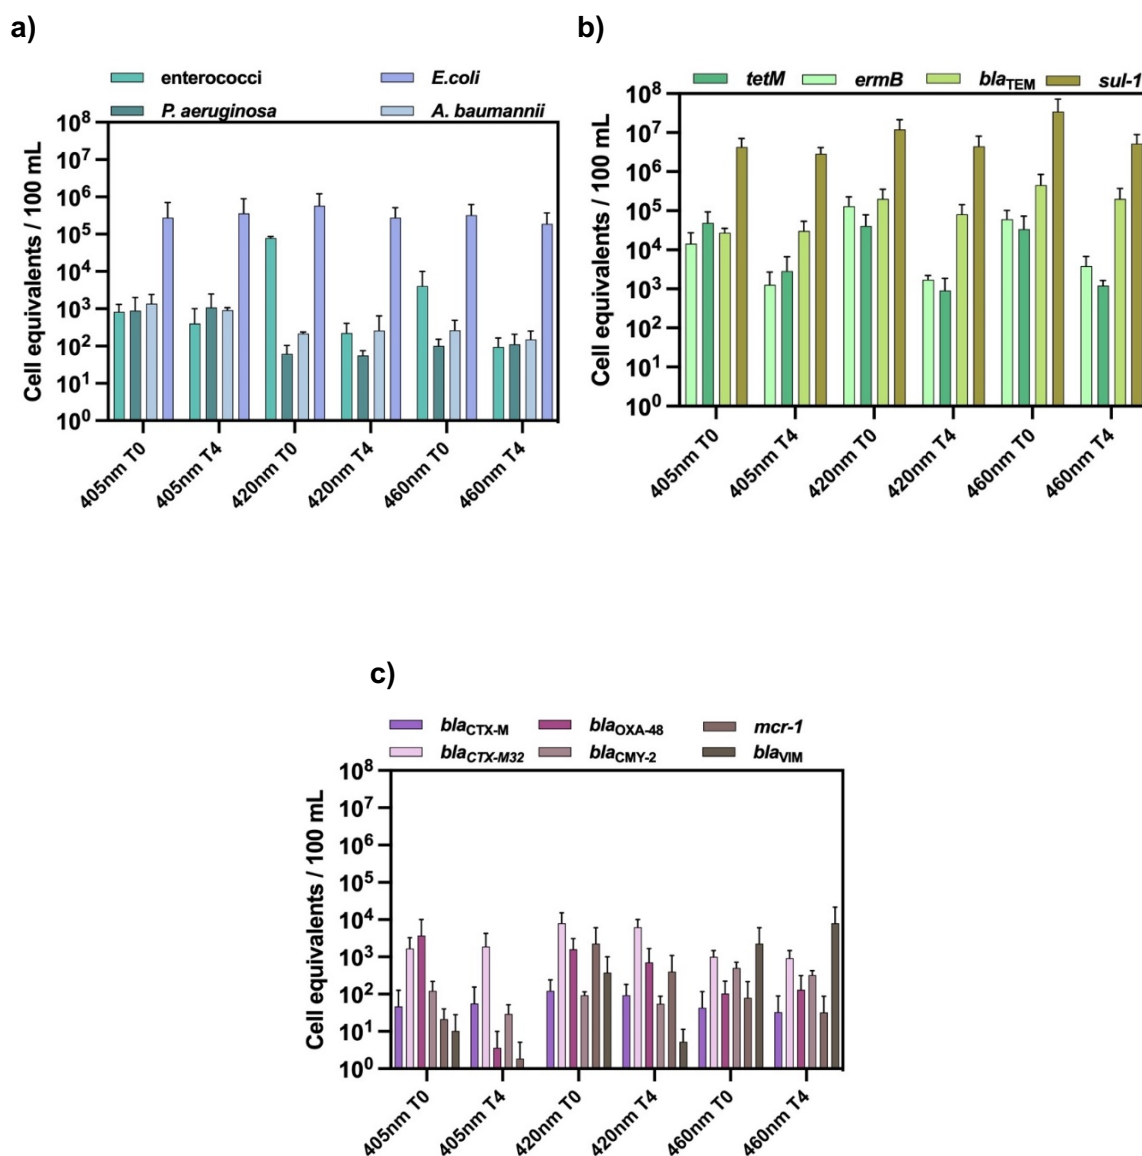 a)
enterococci E.coli
P. aeruginosa A. baumannii
Cell equivalents / 100 mL
10⁸
10⁷
10⁶
10⁵
10⁴
10³
10²
10¹
10⁰
405nm T0
405nm T4
420nm T0
420nm T4
460nm T0
460nm T4
b)
tetM ermB blaTEM sul-1
Cell equivalents / 100 mL
10⁸
10⁷
10⁶
10⁵
10⁴
10³
10²
10¹
10⁰
405nm T0
405nm T4
420nm T0
420nm T4
460nm T0
460nm T4
c)
blaCTX-M blaOXA-48 mcr-1
blaCTX-M32 blaCMY-2 blaVIM
Cell equivalents / 100 mL
10⁸
10⁷
10⁶
10⁵
10⁴
10³
10²
10¹
10⁰
405nm T0
405nm T4
420nm T0
420nm T4
460nm T0
460nm T4